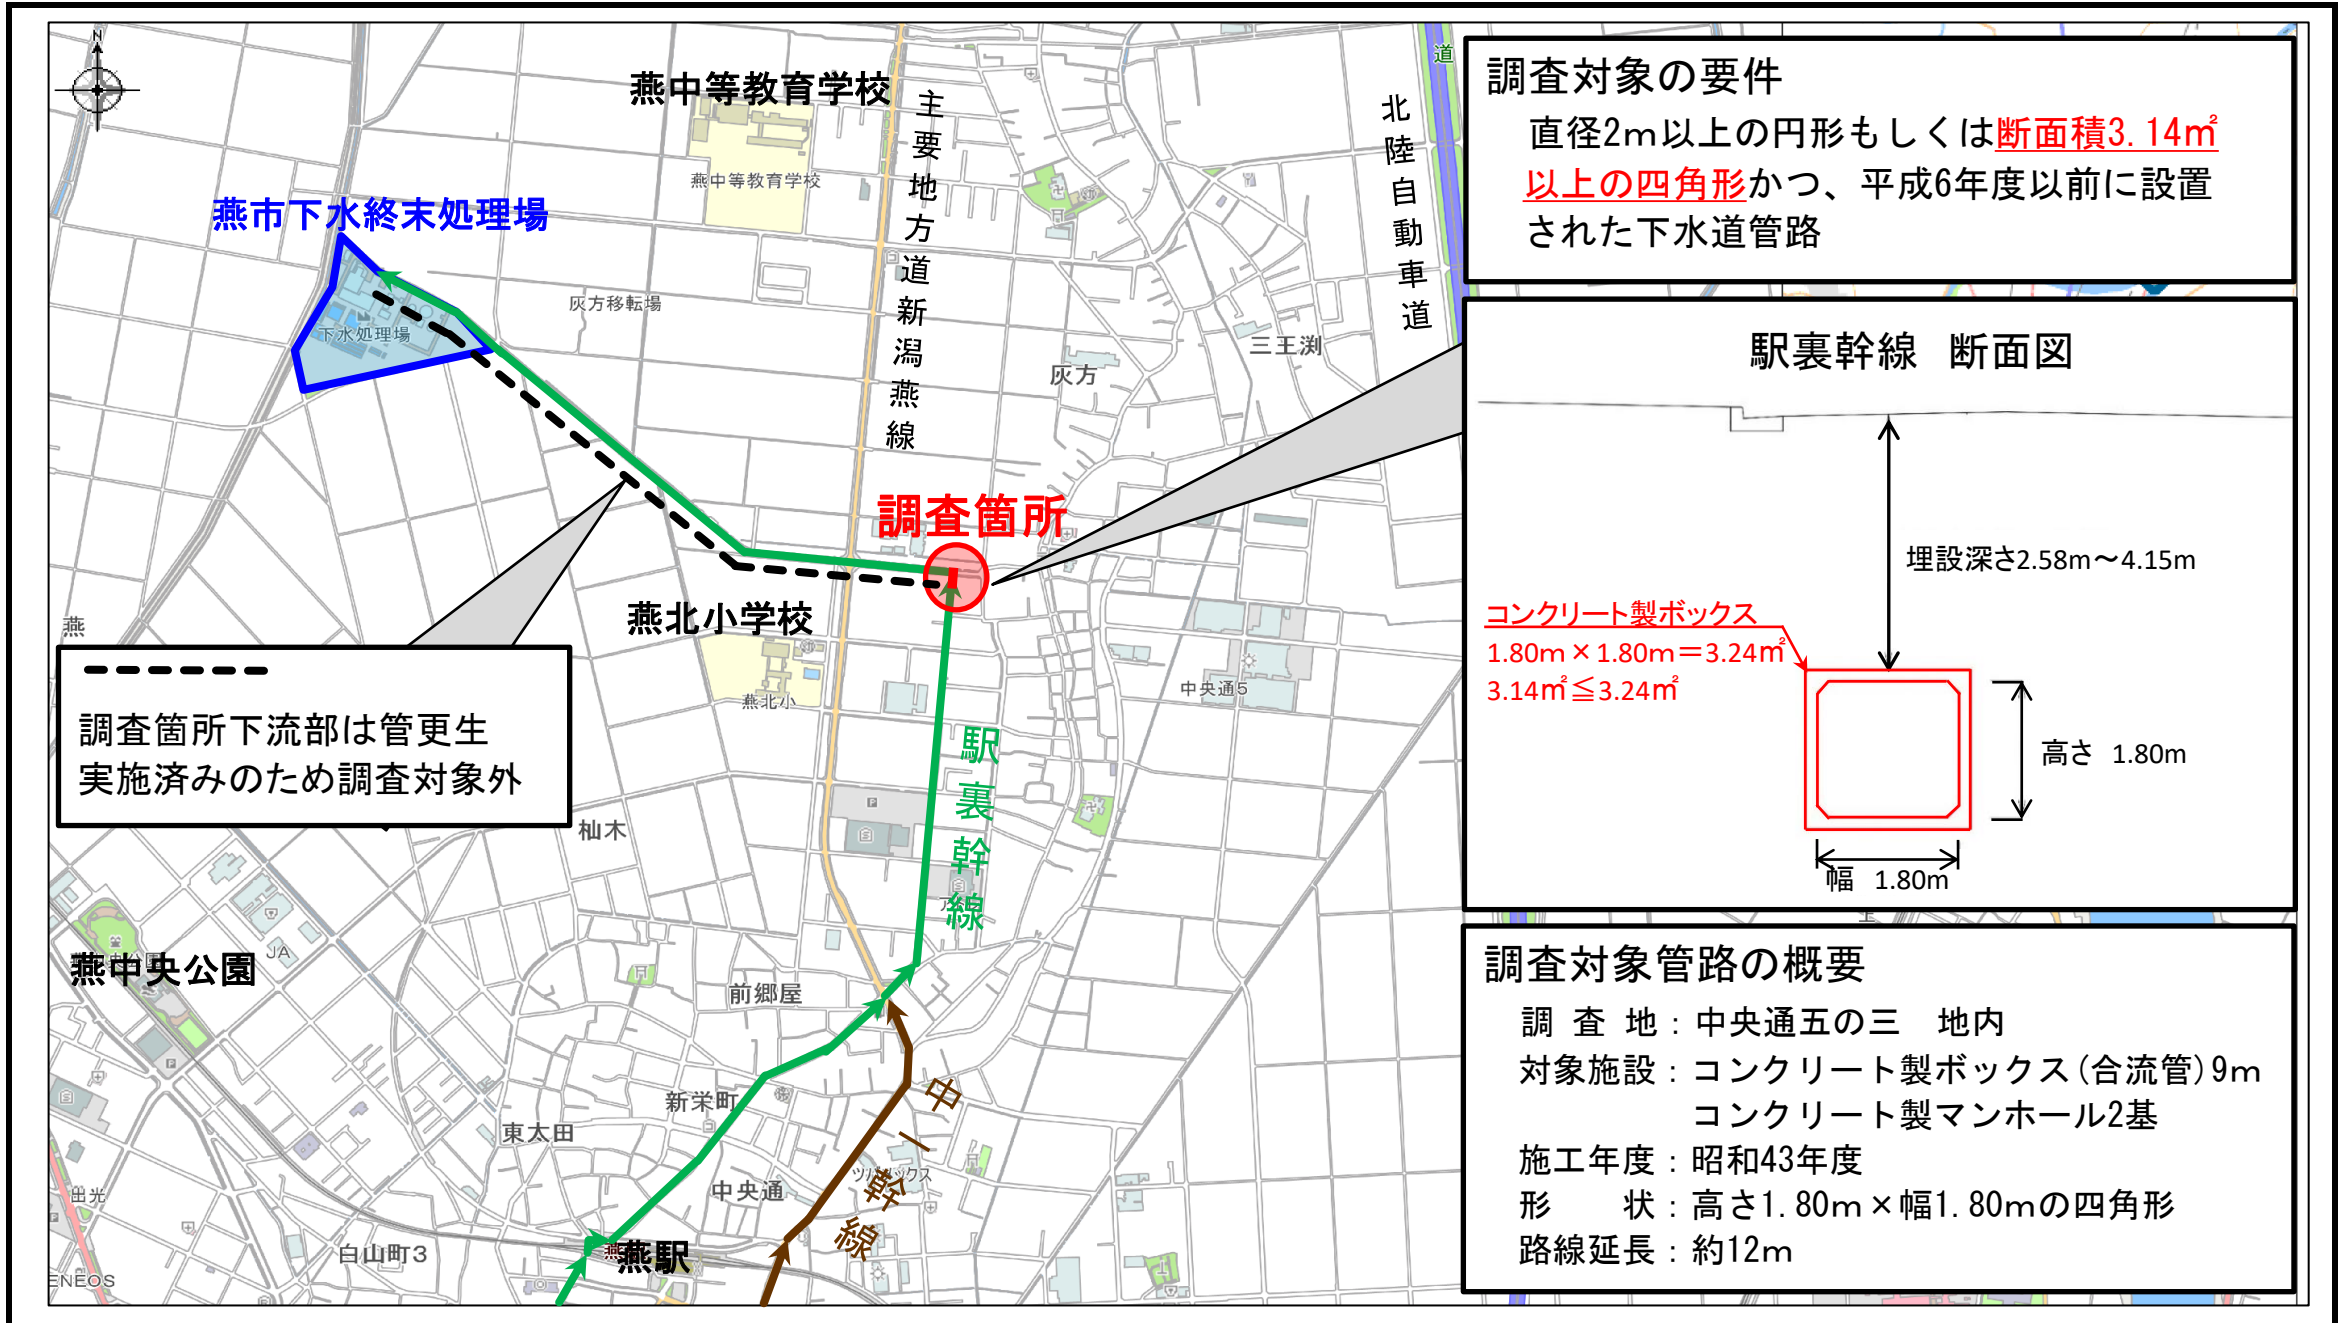 N
燕中等教育学校
燕中等教育学校
主要地方道新潟燕線
北陸自動車道
道
燕市下水終末処理場
下水処理場
灰方移転場
三王渕
灰方
調査箇所
燕北小学校
燕北小
中央通5
燕
調査箇所下流部は管更生
実施済みのため調査対象外
杣木
駅裏幹線
燕中央公園
JA
前郷屋
新栄町
東太田
中央通
中一幹線
出光
白山町3
燕駅
ENEOS
調査対象の要件
直径2m以上の円形もしくは断面積3.14㎡
以上の四角形かつ、平成6年度以前に設置
された下水道管路
駅裏幹線 断面図
埋設深さ2.58m～4.15m
コンクリート製ボックス
1.80m×1.80m＝3.24㎡
3.14㎡≦3.24㎡
高さ 1.80m
幅 1.80m
調査対象管路の概要
調査地：中央通五の三 地内
対象施設：コンクリート製ボックス(合流管)9m
コンクリート製マンホール2基
施工年度：昭和43年度
形状：高さ1.80m×幅1.80mの四角形
路線延長：約12m